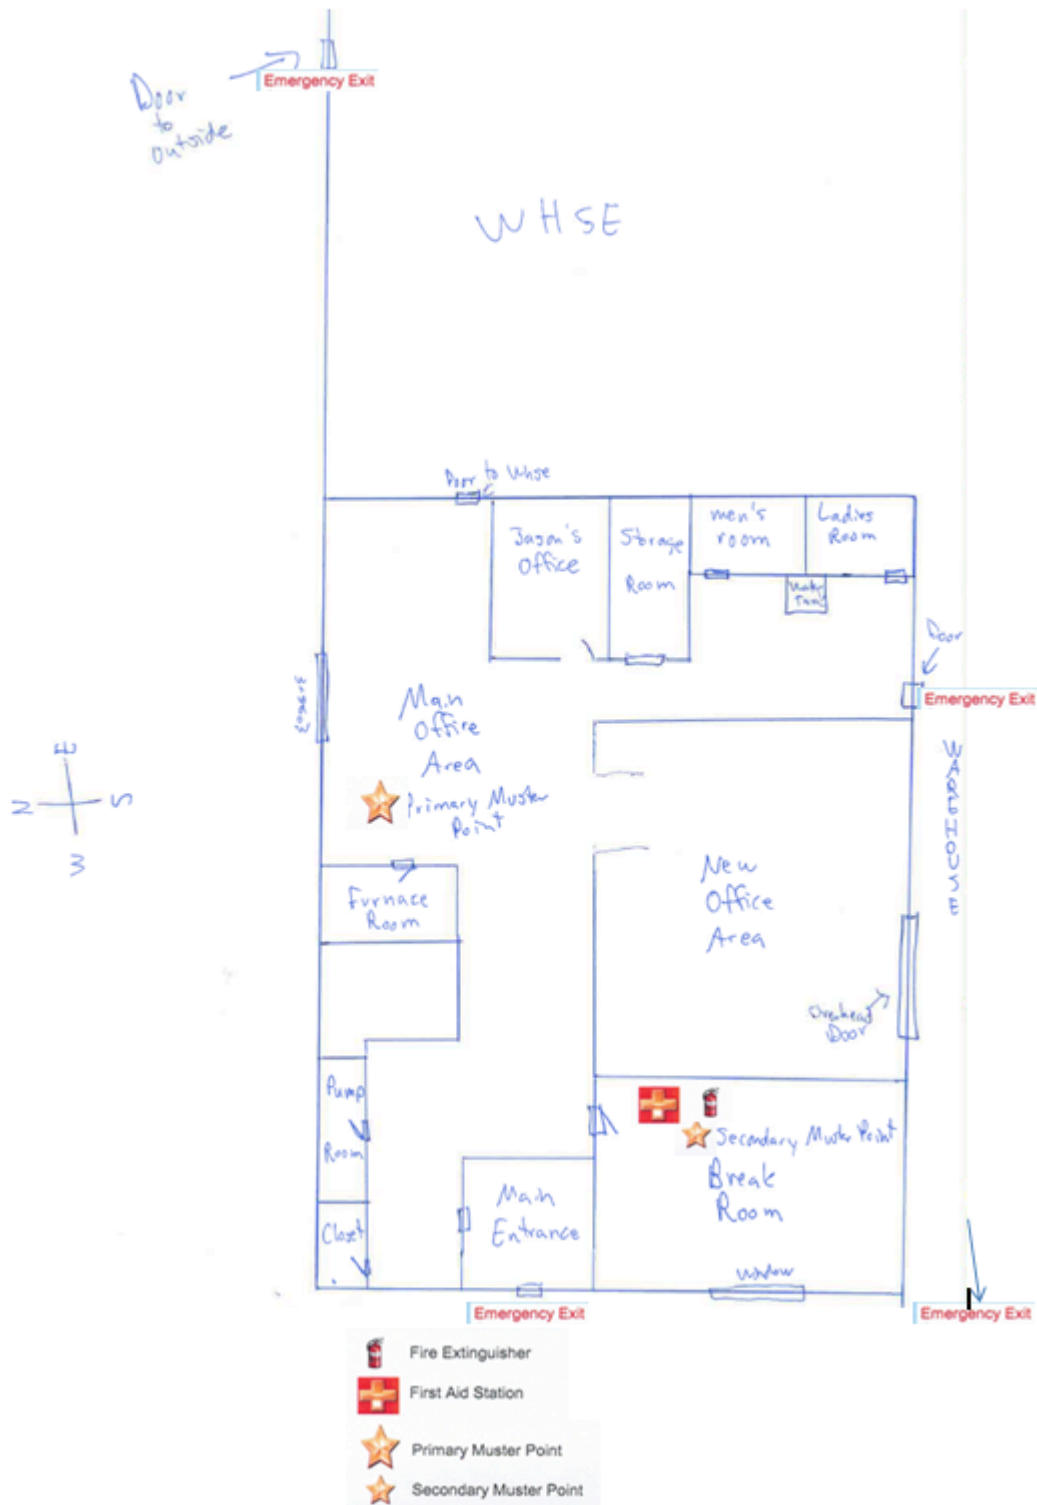 Emergency Exit
Door
to
outside
WHSE
Door to Whse
Jason's
Office
Storage
Room
men's
room
Ladies
Room
Door
Emergency Exit
Main
Office
Area
Primary Muster
Point
E
N
S
W
WAREHOUSE
Furnace
Room
New
Office
Area
Overhead
Door
Pump
Room
Secondary Muster Point
Break
Room
Main
Entrance
Closet
Window
Emergency Exit
Emergency Exit
Fire Extinguisher
First Aid Station
Primary Muster Point
Secondary Muster Point